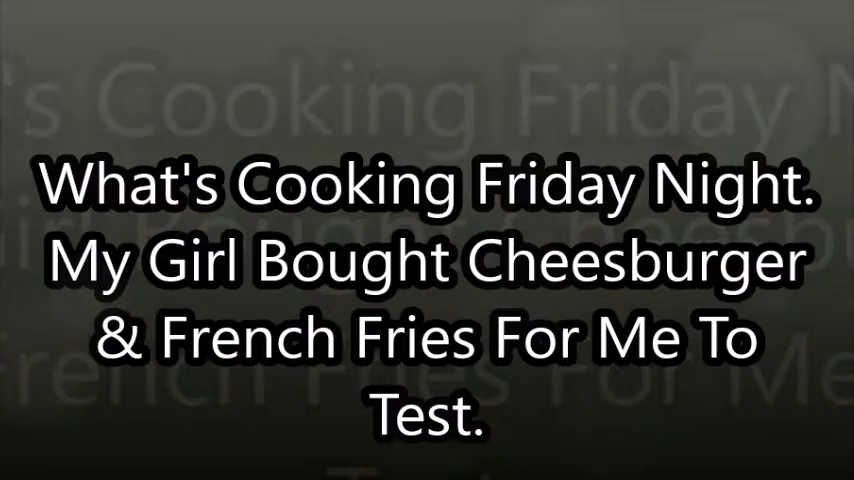 What's Cooking Friday Night.
My Girl Bought Cheesburger
& French Fries For Me To
Test.